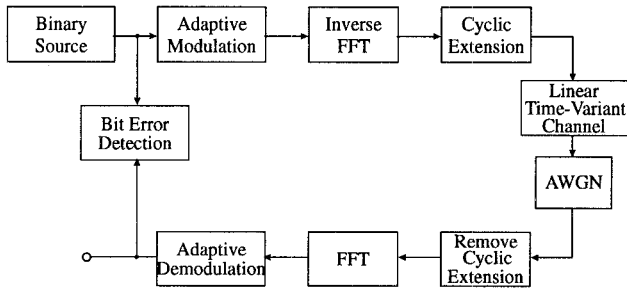 Binary
Source
Adaptive
Modulation
Inverse
FFT
Cyclic
Extension
Linear
Time-Variant
Channel
Bit Error
Detection
AWGN
Adaptive
Demodulation
FFT
Remove
Cyclic
Extension